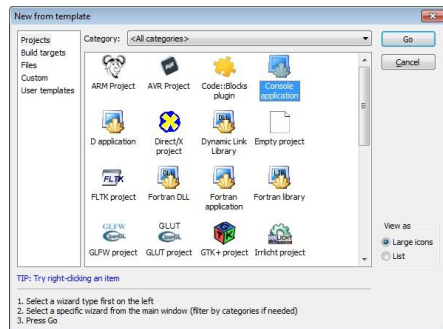 New from template
Projects
Build targets
Files
Custom
User templates
Category: <All categories>
Go
Cancel
ARM Project
AVR Project
Code::Blocks plugin
Console application
D application
Direct/X project
Dynamic Link Library
Empty project
FLTK project
Fortran DLL
Fortran application
Fortran library
GLFW project
GLUT project
GTK+ project
Irrlicht project
View as
Large icons
List
TIP: Try right-clicking an item
1. Select a wizard type first on the left
2. Select a specific wizard from the main window (filter by categories if needed)
3. Press Go